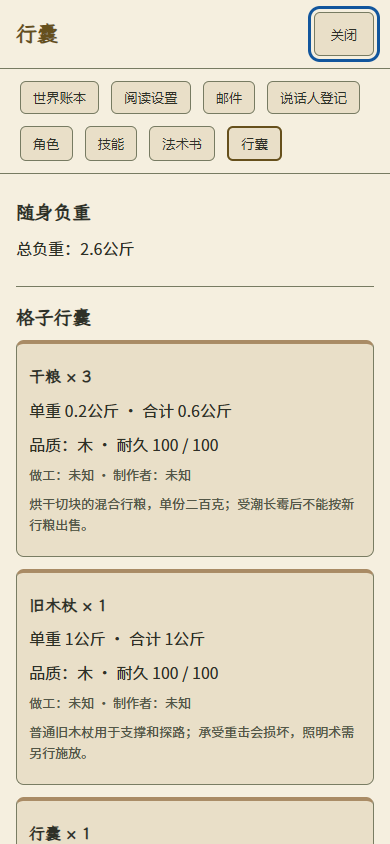 行囊
关闭
世界账本
阅读设置
邮件
说话人登记
角色
技能
法术书
行囊
随身负重
总负重：2.6公斤
格子行囊
干粮 × 3
单重 0.2公斤 · 合计 0.6公斤
品质：木 · 耐久 100 / 100
做工：未知 · 制作者：未知
烘干切块的混合行粮，单份二百克；受潮长霉后不能按新
行粮出售。
旧木杖 × 1
单重 1公斤 · 合计 1公斤
品质：木 · 耐久 100 / 100
做工：未知 · 制作者：未知
普通旧木杖用于支撑和探路；承受重击会损坏，照明术需
另行施放。
行囊 × 1